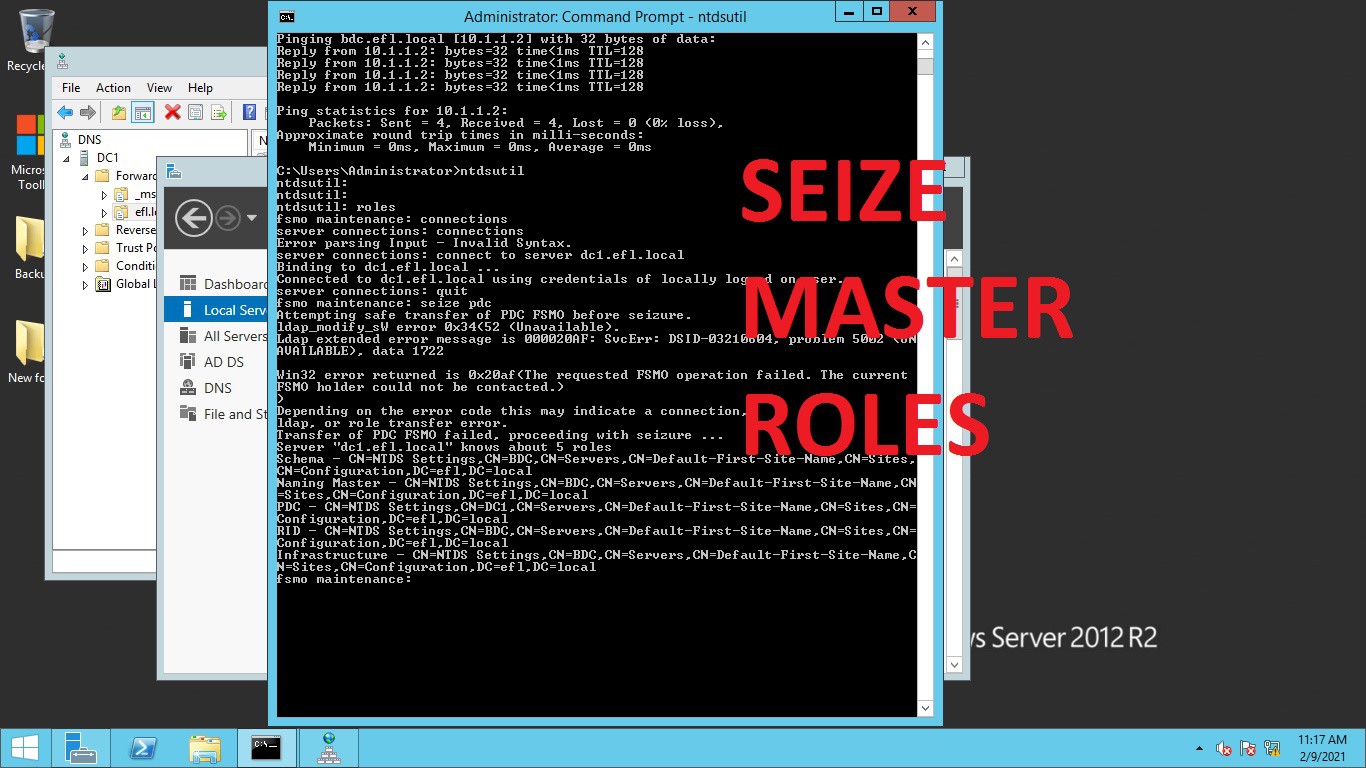 Administrator: Command Prompt - ntdsutil
Recycle
File Action View Help
DNS
DC1
Forward
_ms
efl.lo
Reverse
Trust Po
Conditi
Global L
Micros
Tool
Backu
New fo
Dashboard
Local Serve
All Servers
AD DS
DNS
File and St
Pinging bdc.efl.local [10.1.1.2] with 32 bytes of data:
Reply from 10.1.1.2: bytes=32 time<1ms TTL=128
Reply from 10.1.1.2: bytes=32 time<1ms TTL=128
Reply from 10.1.1.2: bytes=32 time<1ms TTL=128
Reply from 10.1.1.2: bytes=32 time<1ms TTL=128
Ping statistics for 10.1.1.2:
Packets: Sent = 4, Received = 4, Lost = 0 (0% loss),
Approximate round trip times in milli-seconds:
Minimum = 0ms, Maximum = 0ms, Average = 0ms
C:\Users\Administrator>ntdsutil
ntdsutil:
ntdsutil:
ntdsutil: roles
fsmo maintenance: connections
server connections: connections
Error parsing Input - Invalid Syntax.
server connections: connect to server dc1.efl.local
Binding to dc1.efl.local ...
Connected to dc1.efl.local using credentials of locally logged on user.
server connections: quit
fsmo maintenance: seize pdc
Attempting safe transfer of PDC FSMO before seizure.
ldap_modify_sW error 0x34(52 (Unavailable).
Ldap extended error message is 000020AF: SvcErr: DSID-03210604, problem 5002 (UN
AVAILABLE), data 1722
Win32 error returned is 0x20af(The requested FSMO operation failed. The current
FSMO holder could not be contacted.)
)
Depending on the error code this may indicate a connection,
ldap, or role transfer error.
Transfer of PDC FSMO failed, proceeding with seizure ...
Server "dc1.efl.local" knows about 5 roles
Schema - CN=NTDS Settings,CN=BDC,CN=Servers,CN=Default-First-Site-Name,CN=Sites,
CN=Configuration,DC=efl,DC=local
Naming Master - CN=NTDS Settings,CN=BDC,CN=Servers,CN=Default-First-Site-Name,CN
=Sites,CN=Configuration,DC=efl,DC=local
PDC - CN=NTDS Settings,CN=DC1,CN=Servers,CN=Default-First-Site-Name,CN=Sites,CN=
Configuration,DC=efl,DC=local
RID - CN=NTDS Settings,CN=BDC,CN=Servers,CN=Default-First-Site-Name,CN=Sites,CN=
Configuration,DC=efl,DC=local
Infrastructure - CN=NTDS Settings,CN=BDC,CN=Servers,CN=Default-First-Site-Name,C
N=Sites,CN=Configuration,DC=efl,DC=local
fsmo maintenance:
SEIZE
MASTER
ROLES
ws Server 2012 R2
11:17 AM
2/9/2021